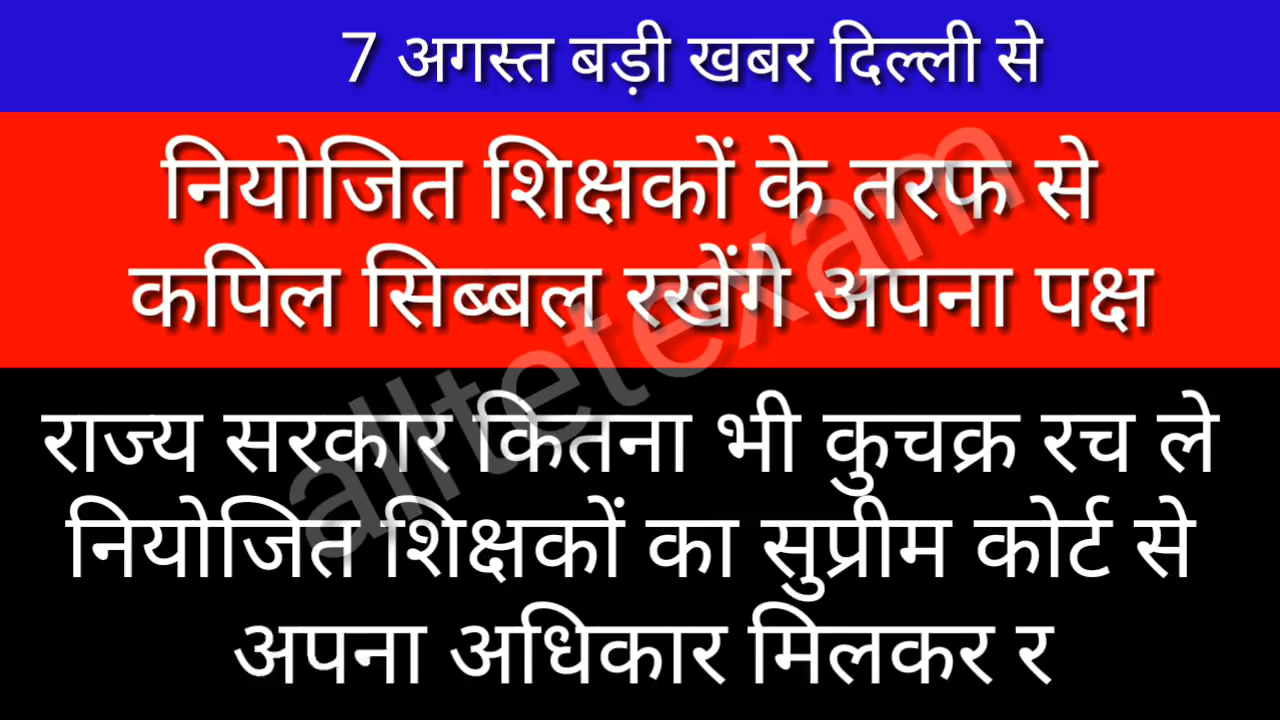 7 अगस्त बड़ी खबर दिल्ली से
नियोजित शिक्षकों के तरफ से
कपिल सिब्बल रखेंगे अपना पक्ष
राज्य सरकार कितना भी कुचक्र रच ले
नियोजित शिक्षकों का सुप्रीम कोर्ट से
अपना अधिकार मिलकर र
alltetexam